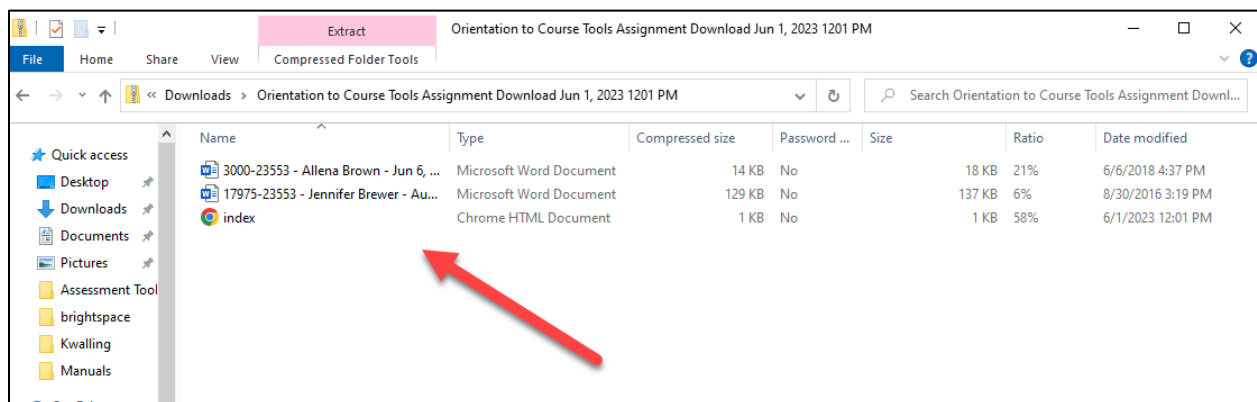 Extract
Orientation to Course Tools Assignment Download Jun 1, 2023 1201 PM
File Home Share View Compressed Folder Tools
« Downloads › Orientation to Course Tools Assignment Download Jun 1, 2023 1201 PM
Search Orientation to Course Tools Assignment Downl...
Name Type Compressed size Password ... Size Ratio Date modified
Quick access
Desktop
Downloads
Documents
Pictures
Assessment Tool
brightspace
Kwalling
Manuals
3000-23553 - Allena Brown - Jun 6, ... Microsoft Word Document 14 KB No 18 KB 21% 6/6/2018 4:37 PM
17975-23553 - Jennifer Brewer - Au... Microsoft Word Document 129 KB No 137 KB 6% 8/30/2016 3:19 PM
index Chrome HTML Document 1 KB No 1 KB 58% 6/1/2023 12:01 PM